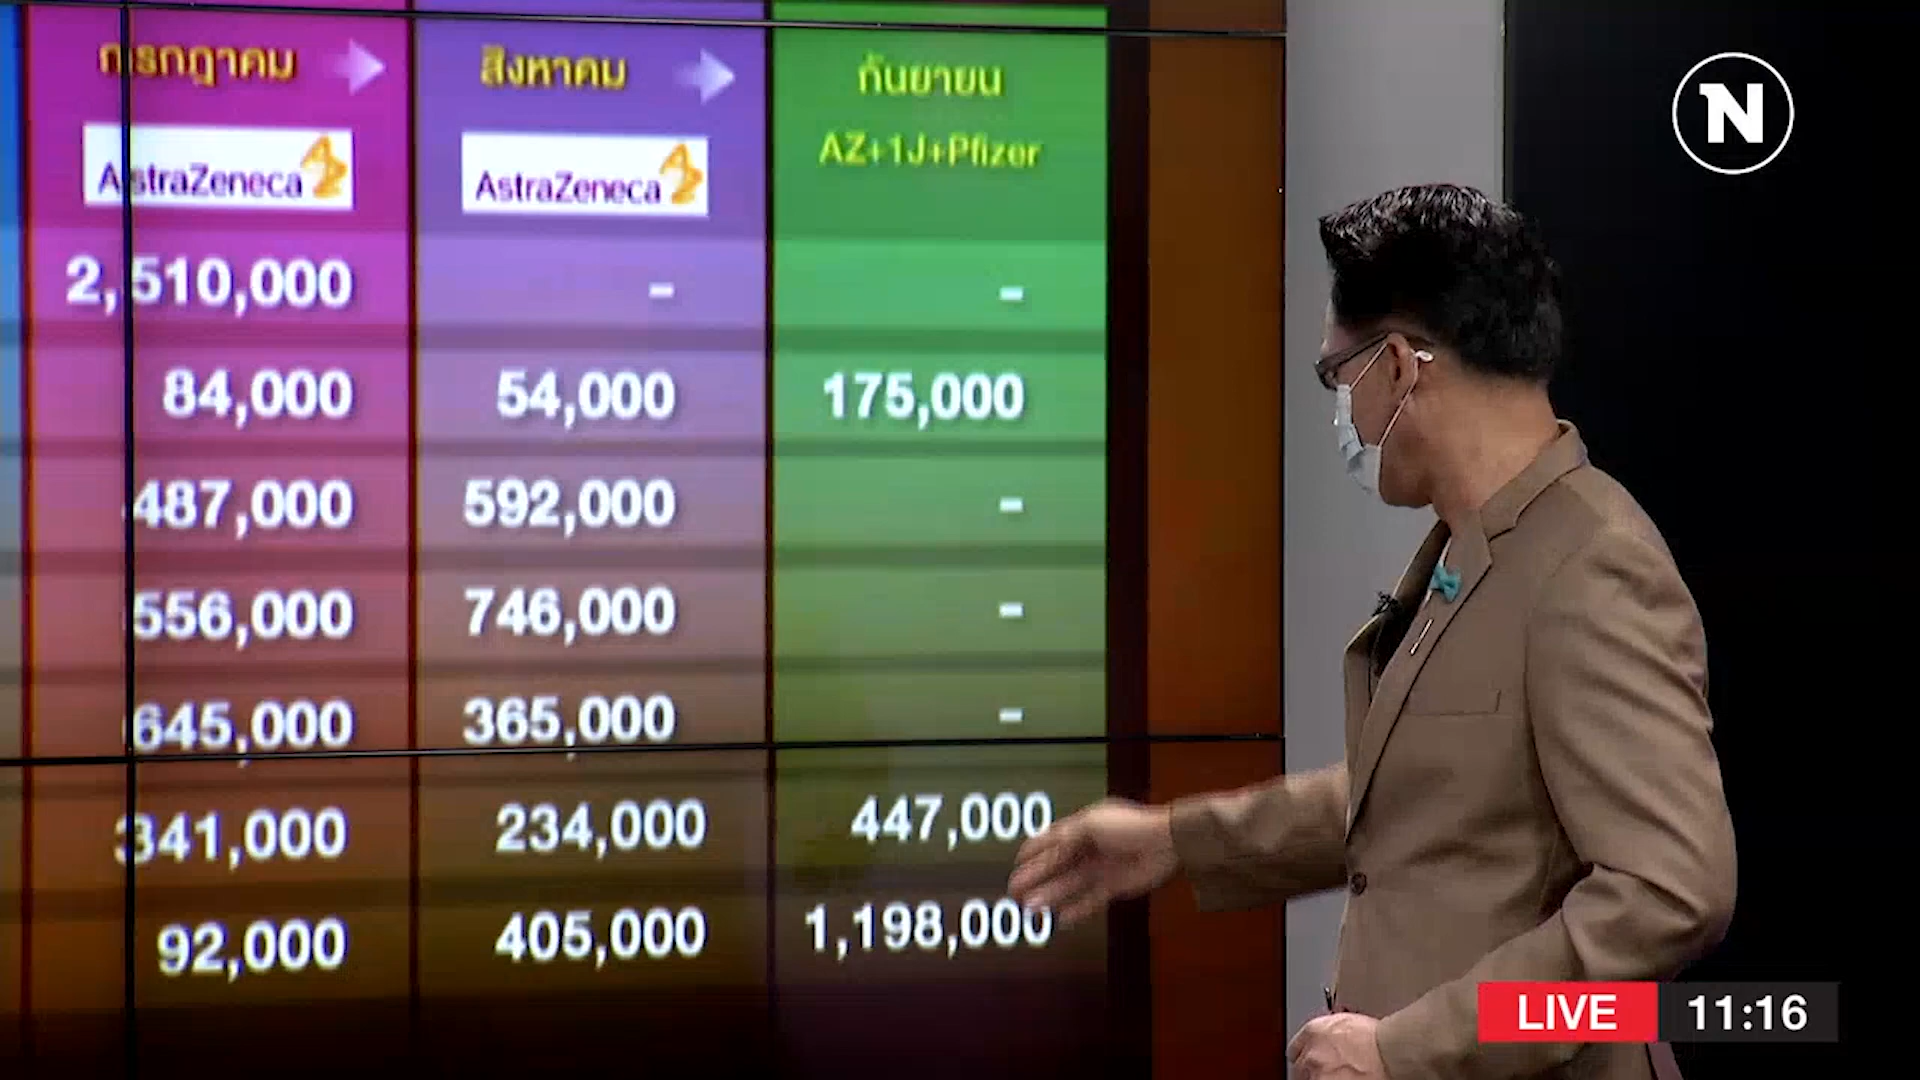 กรกฎาคม สิงหาคม กันยายน
AstraZeneca AstraZeneca AZ+1J+Pfizer
2,510,000 - -
84,000 54,000 175,000
487,000 592,000 -
556,000 746,000 -
645,000 365,000 -
341,000 234,000 447,000
92,000 405,000 1,198,000
N
LIVE 11:16